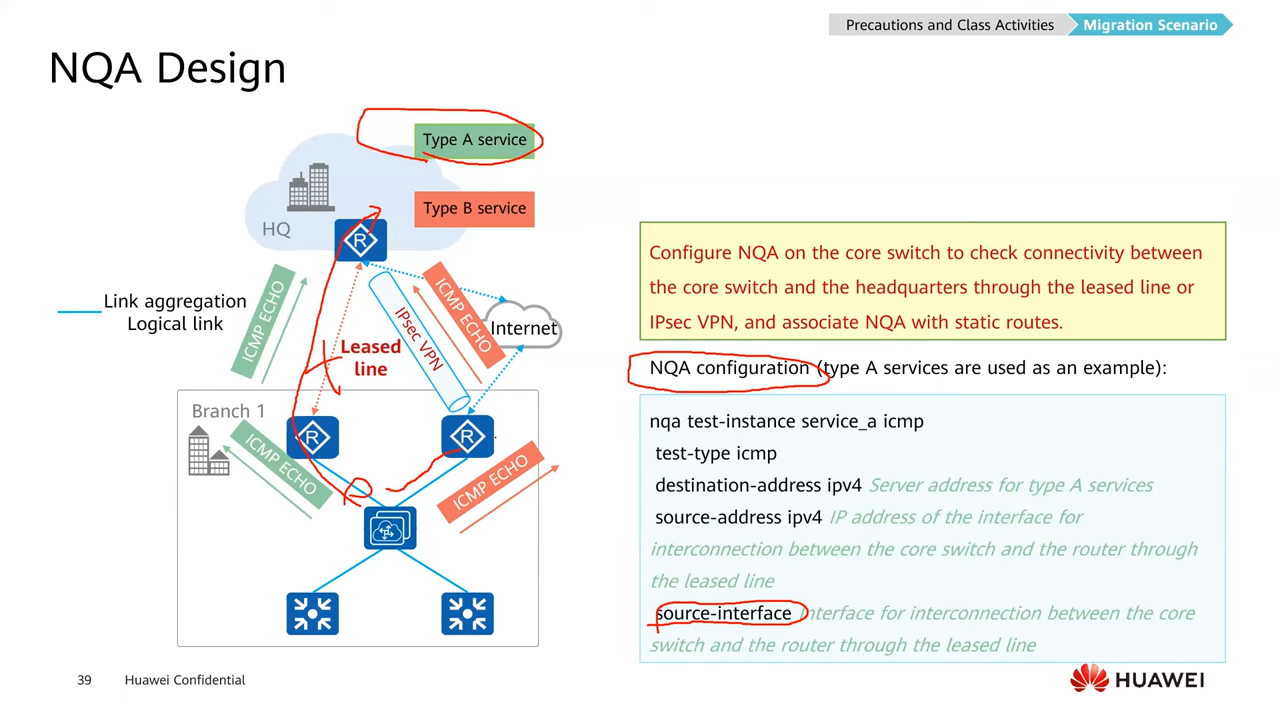 Precautions and Class Activities
Migration Scenario
NQA Design
Type A service
Type B service
HQ
R
Link aggregation
Logical link
ICMP ECHO
Leased
line
IPsec VPN
ICMP ECHO
Internet
Branch 1
R
R
ICMP ECHO
ICMP ECHO
Configure NQA on the core switch to check connectivity between
the core switch and the headquarters through the leased line or
IPsec VPN, and associate NQA with static routes.
NQA configuration (type A services are used as an example):
nqa test-instance service_a icmp
test-type icmp
destination-address ipv4 Server address for type A services
source-address ipv4 IP address of the interface for
interconnection between the core switch and the router through
the leased line
source-interface Interface for interconnection between the core
switch and the router through the leased line
39 Huawei Confidential
HUAWEI